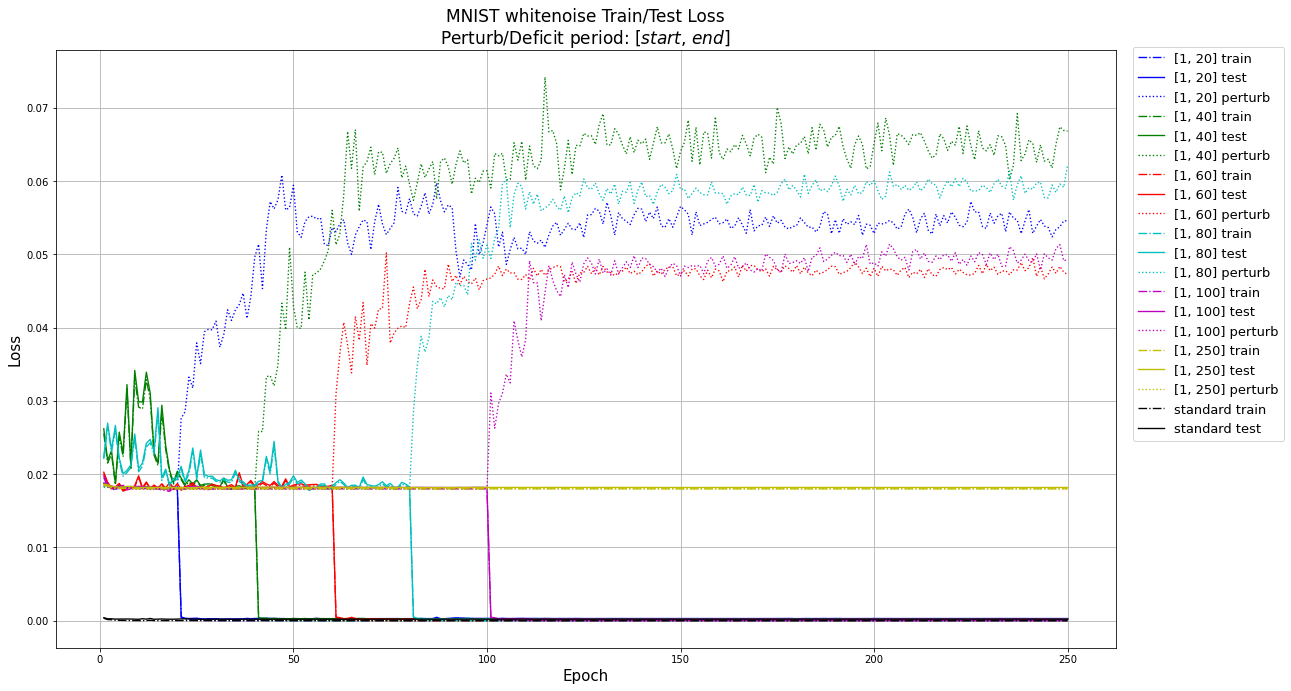 MNIST whitenoise Train/Test Loss
Perturb/Deficit period: [start, end]
Loss
0.07
0.06
0.05
0.04
0.03
0.02
0.01
0.00
0
50
100
150
200
250
Epoch
[1, 20] train
[1, 20] test
[1, 20] perturb
[1, 40] train
[1, 40] test
[1, 40] perturb
[1, 60] train
[1, 60] test
[1, 60] perturb
[1, 80] train
[1, 80] test
[1, 80] perturb
[1, 100] train
[1, 100] test
[1, 100] perturb
[1, 250] train
[1, 250] test
[1, 250] perturb
standard train
standard test